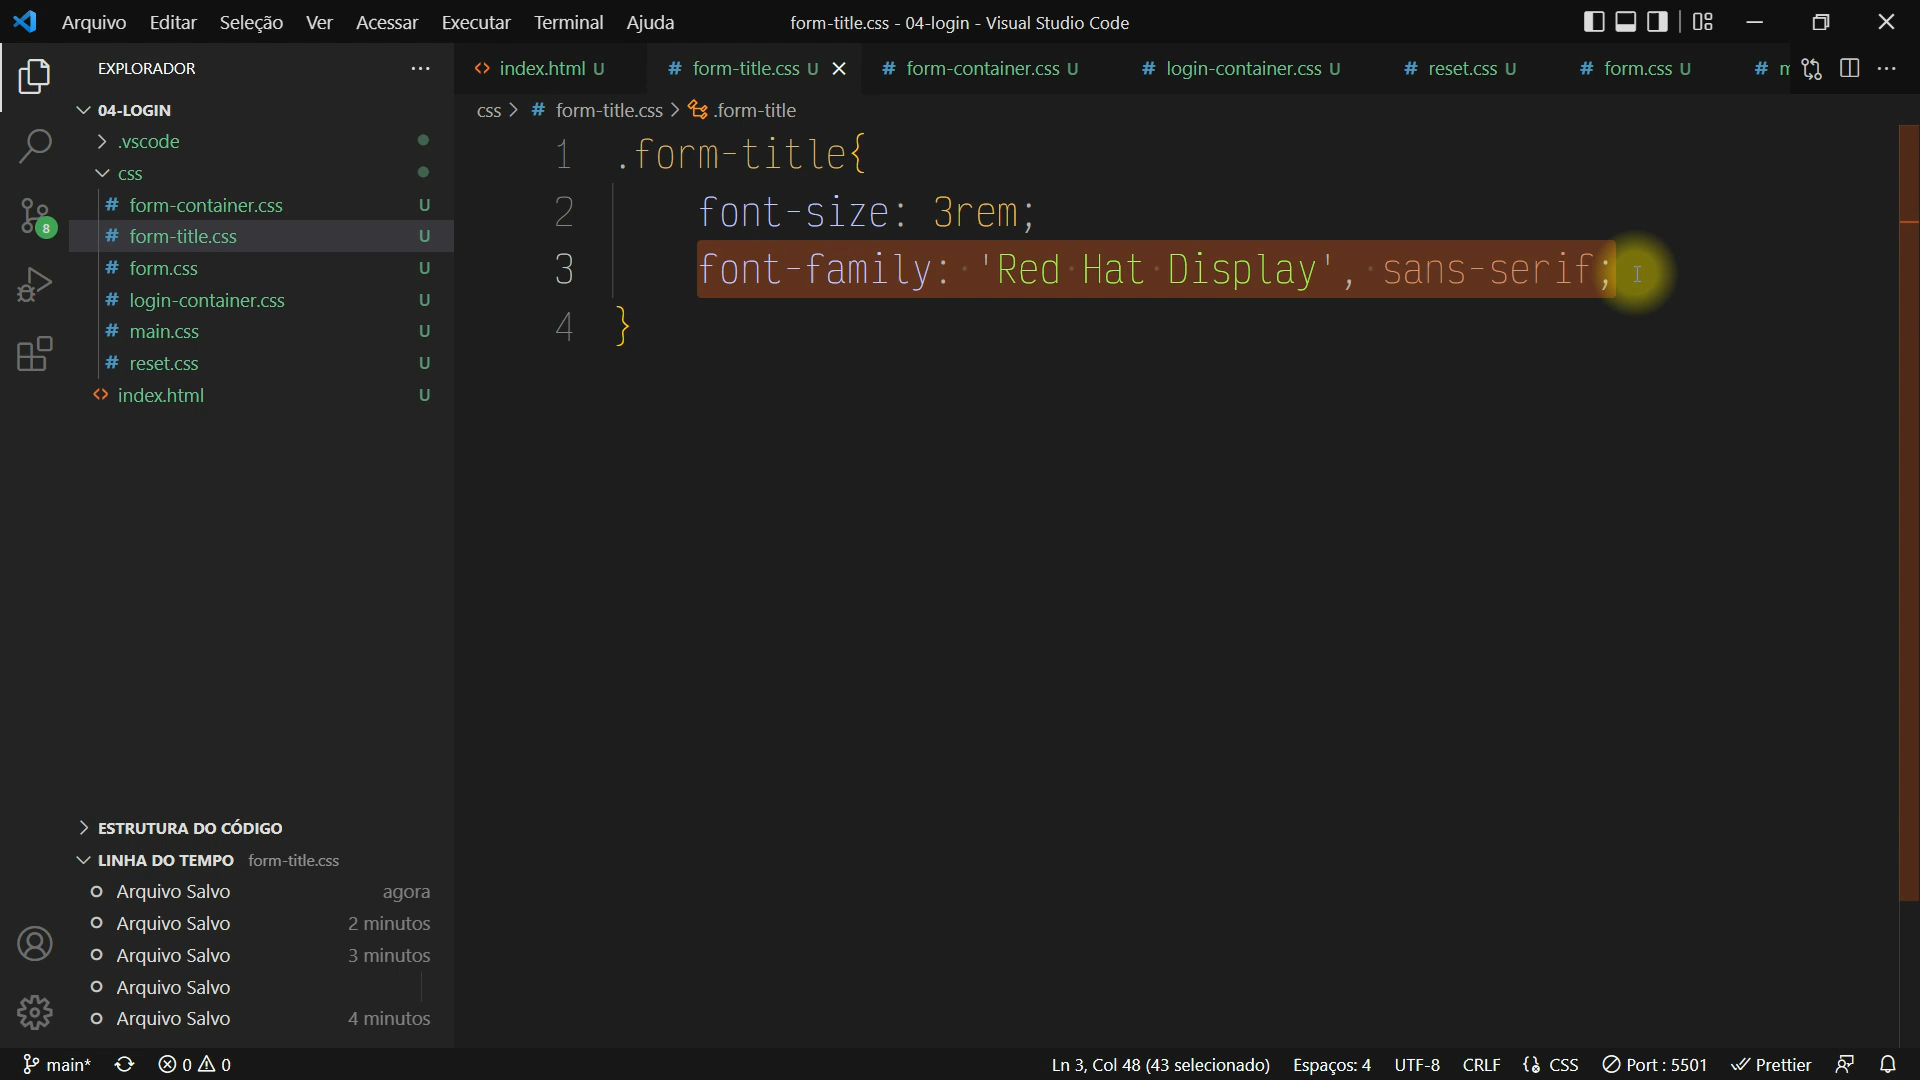 Arquivo Editar Seleção Ver Acessar Executar Terminal Ajuda form-title.css - 04-login - Visual Studio Code
EXPLORADOR
index.html U form-title.css U form-container.css U login-container.css U reset.css U form.css U
css > # form-title.css > .form-title
04-LOGIN
.vscode
css
# form-container.css U
# form-title.css U
# form.css U
# login-container.css U
# main.css U
# reset.css U
index.html U
8
1 .form-title{
2 font-size: 3rem;
3 font-family: 'Red Hat Display', sans-serif;
4 }
ESTRUTURA DO CÓDIGO
LINHA DO TEMPO form-title.css
Arquivo Salvo agora
Arquivo Salvo 2 minutos
Arquivo Salvo 3 minutos
Arquivo Salvo
Arquivo Salvo 4 minutos
main* 0 0 Ln 3, Col 48 (43 selecionado) Espaços: 4 UTF-8 CRLF CSS Port : 5501 Prettier